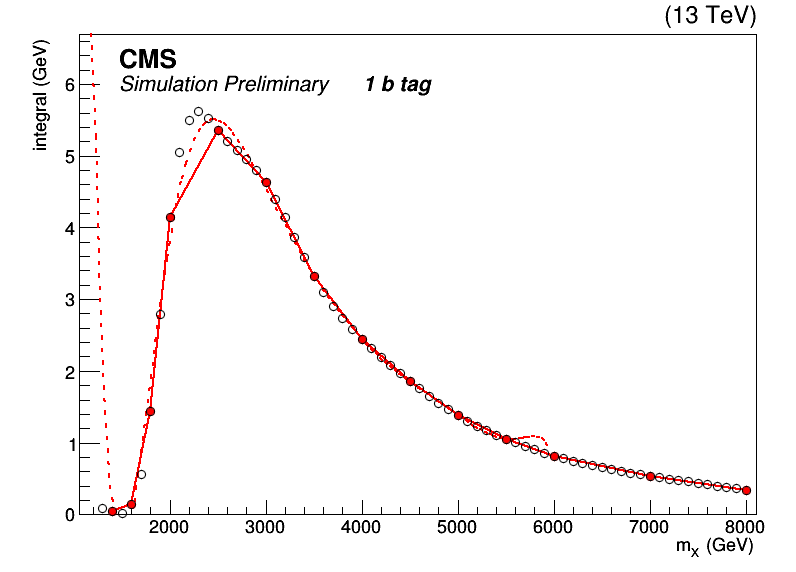 (13 TeV)
CMS
Simulation Preliminary 1 b tag
integral (GeV)
6
5
4
3
2
1
0
2000 3000 4000 5000 6000 7000 8000
m_X (GeV)